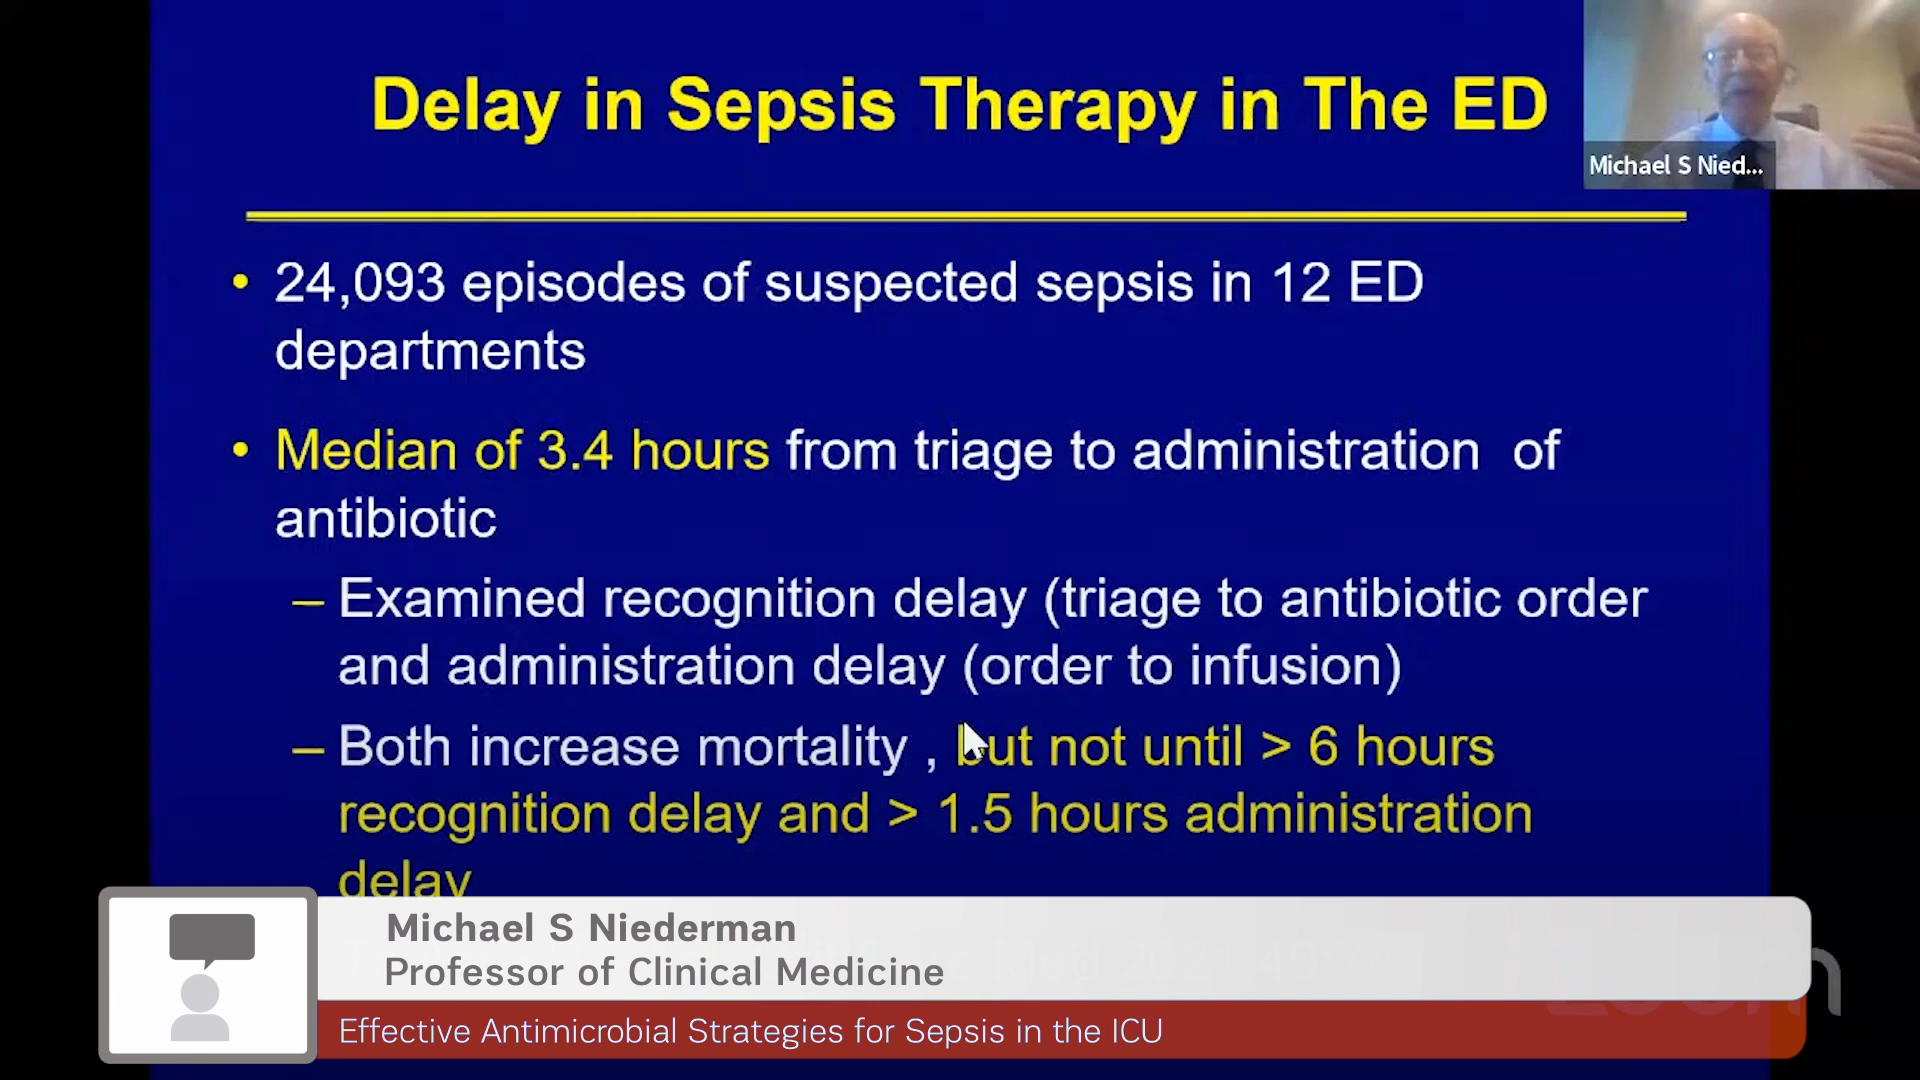 Delay in Sepsis Therapy in The ED
Michael S Nied...
• 24,093 episodes of suspected sepsis in 12 ED
departments
• Median of 3.4 hours from triage to administration of
antibiotic
– Examined recognition delay (triage to antibiotic order
and administration delay (order to infusion)
– Both increase mortality , but not until > 6 hours
recognition delay and > 1.5 hours administration
delay
Michael S Niederman
Professor of Clinical Medicine
Effective Antimicrobial Strategies for Sepsis in the ICU